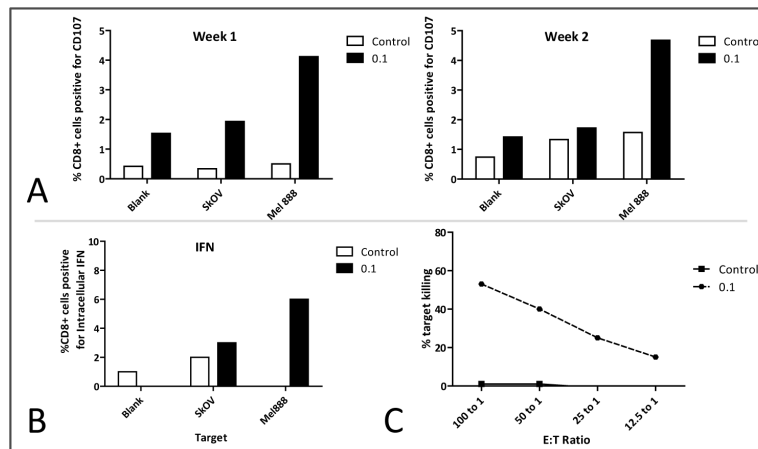 Week 1
Control
0.1
% CD8+ cells positive for CD107
5
4
3
2
1
0
Blank
SkOV
Mel 888
A
Week 2
Control
0.1
% CD8+ cells positive for CD107
5
4
3
2
1
0
Blank
SkOV
Mel 888
IFN
Control
0.1
%CD8+ cells positive
for Intracellular IFN
10
8
6
4
2
0
Blank
SkOV
Mel888
Target
B
Control
0.1
% target killing
80
60
40
20
0
100 to 1
50 to 1
25 to 1
12.5 to 1
E:T Ratio
C